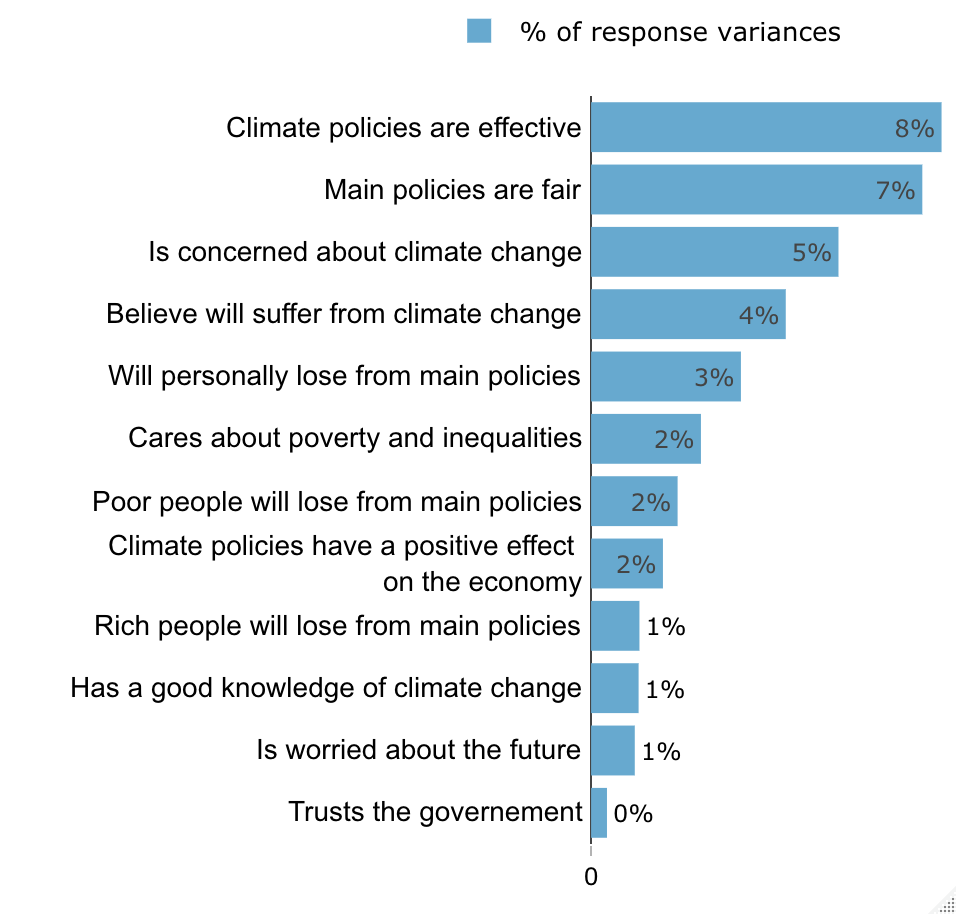 % of response variances
Climate policies are effective 8%
Main policies are fair 7%
Is concerned about climate change 5%
Believe will suffer from climate change 4%
Will personally lose from main policies 3%
Cares about poverty and inequalities 2%
Poor people will lose from main policies 2%
Climate policies have a positive effect
on the economy 2%
Rich people will lose from main policies 1%
Has a good knowledge of climate change 1%
Is worried about the future 1%
Trusts the governement 0%
0